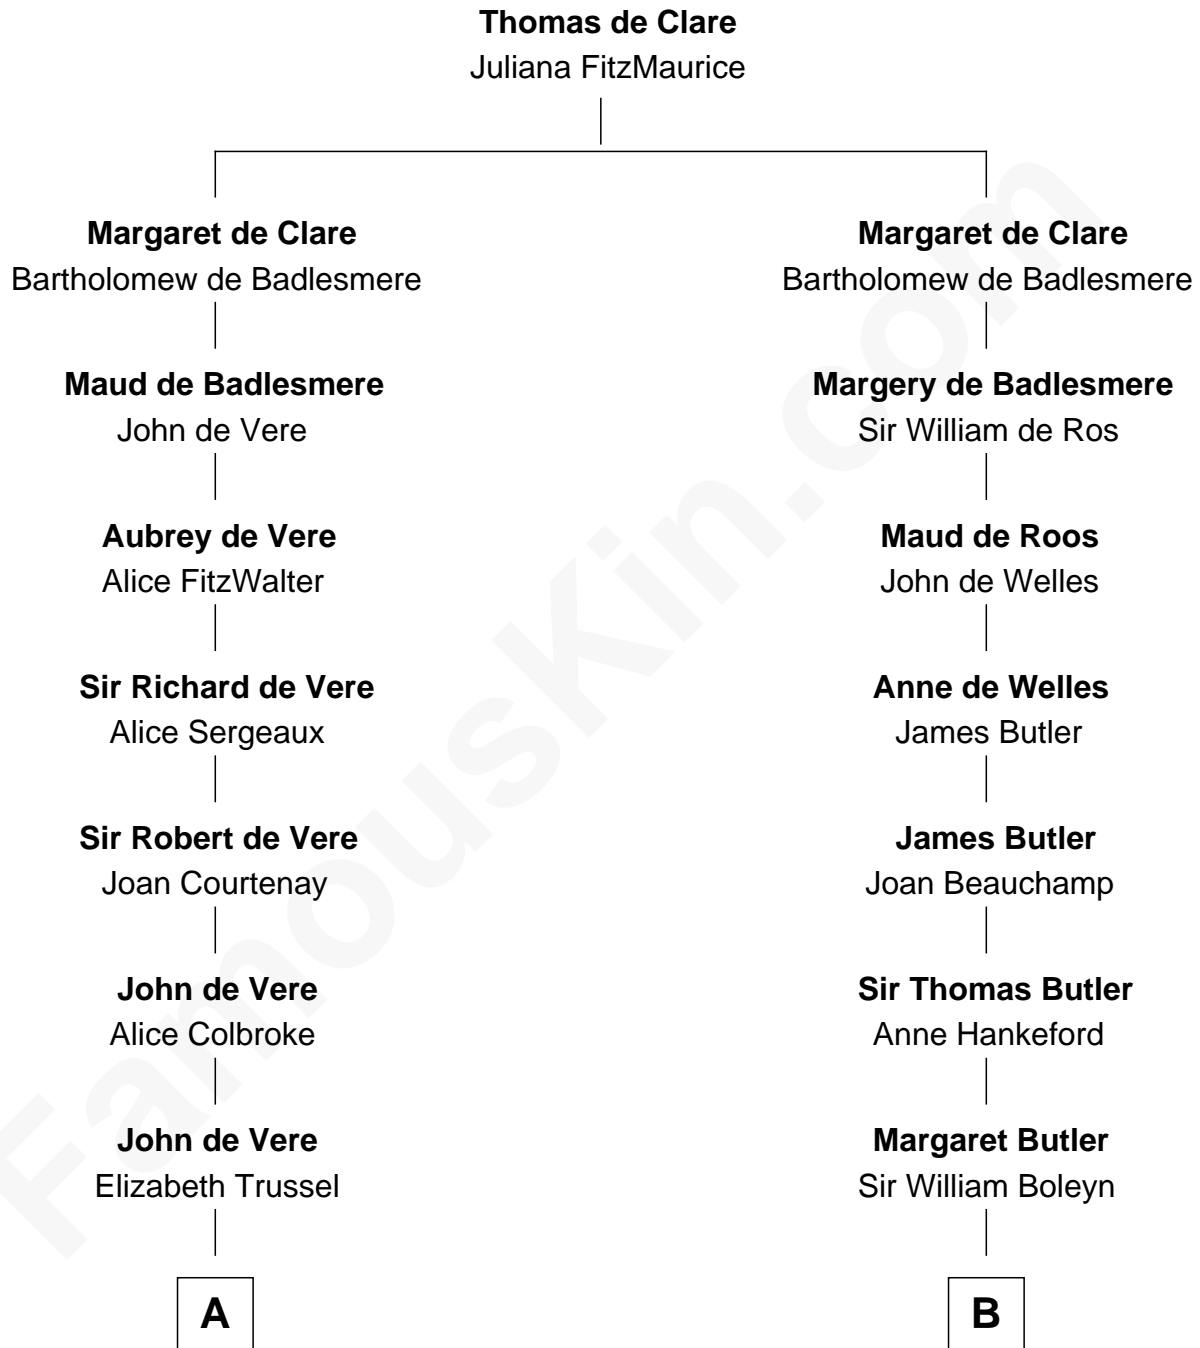 Thomas de Clare
Juliana FitzMaurice
Margaret de Clare
Bartholomew de Badlesmere
Margaret de Clare
Bartholomew de Badlesmere
Maud de Badlesmere
John de Vere
Margery de Badlesmere
Sir William de Ros
Aubrey de Vere
Alice FitzWalter
Maud de Roos
John de Welles
Sir Richard de Vere
Alice Sergeaux
Anne de Welles
James Butler
Sir Robert de Vere
Joan Courtenay
James Butler
Joan Beauchamp
John de Vere
Alice Colbroke
Sir Thomas Butler
Anne Hankeford
John de Vere
Elizabeth Trussel
Margaret Butler
Sir William Boleyn
A
B
FamousKin.com